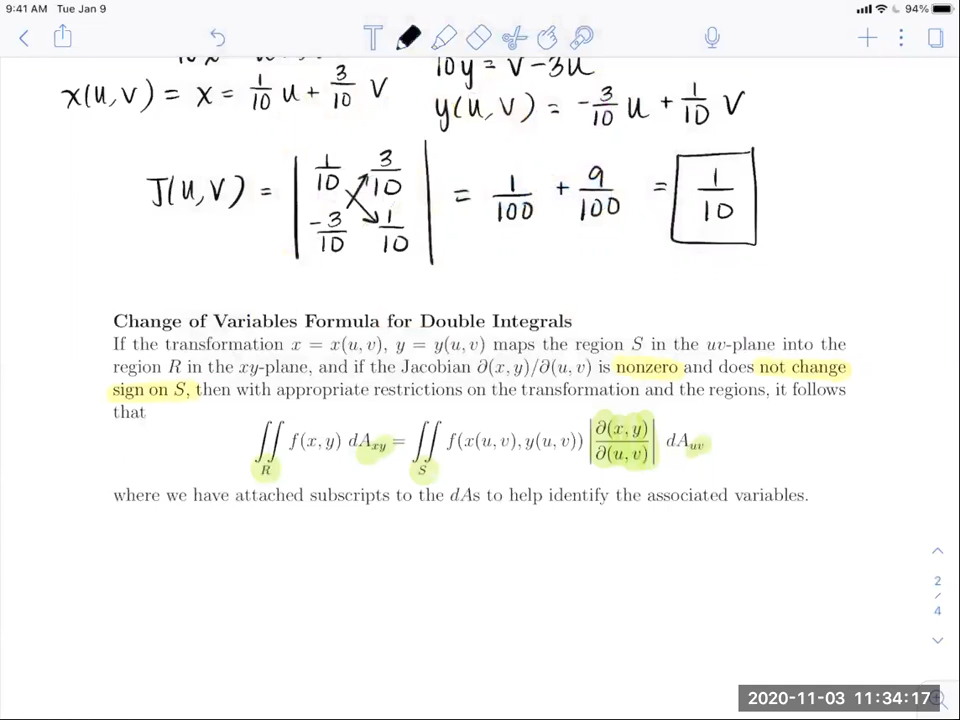 9:41 AM Tue Jan 9
94%
T
10y = v - 3u
x(u,v) = x = 1/10 u + 3/10 v
y(u,v) = -3/10 u + 1/10 v
J(u,v) = | 1/10 3/10 -3/10 1/10 | = 1/100 + 9/100 = 1/10
Change of Variables Formula for Double Integrals
If the transformation x = x(u, v), y = y(u, v) maps the region S in the uv-plane into the
region R in the xy-plane, and if the Jacobian ∂(x, y)/∂(u, v) is nonzero and does not change
sign on S, then with appropriate restrictions on the transformation and the regions, it follows
that
∬_R f(x, y) dA_xy = ∬_S f(x(u, v), y(u, v)) |∂(x, y)/∂(u, v)| dA_uv
where we have attached subscripts to the dAs to help identify the associated variables.
2
/
4
2020-11-03 11:34:17